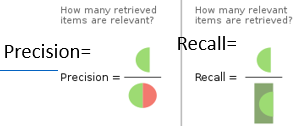 How many retrieved
items are relevant?
Precision=
Precision =
How many relevant
items are retrieved?
Recall=
Recall =